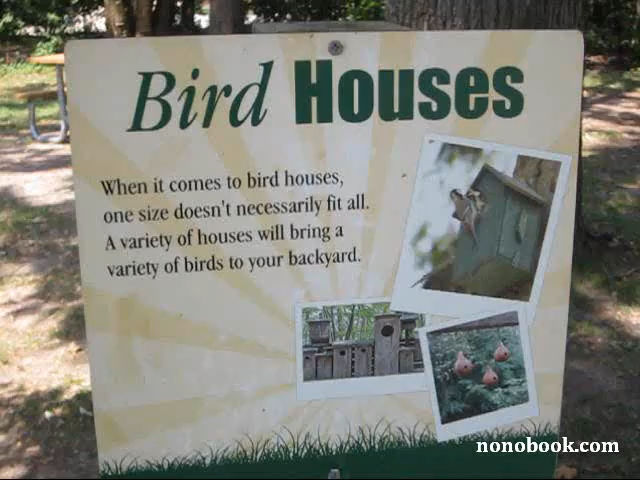 Bird Houses
When it comes to bird houses,
one size doesn't necessarily fit all.
A variety of houses will bring a
variety of birds to your backyard.
nonobook.com